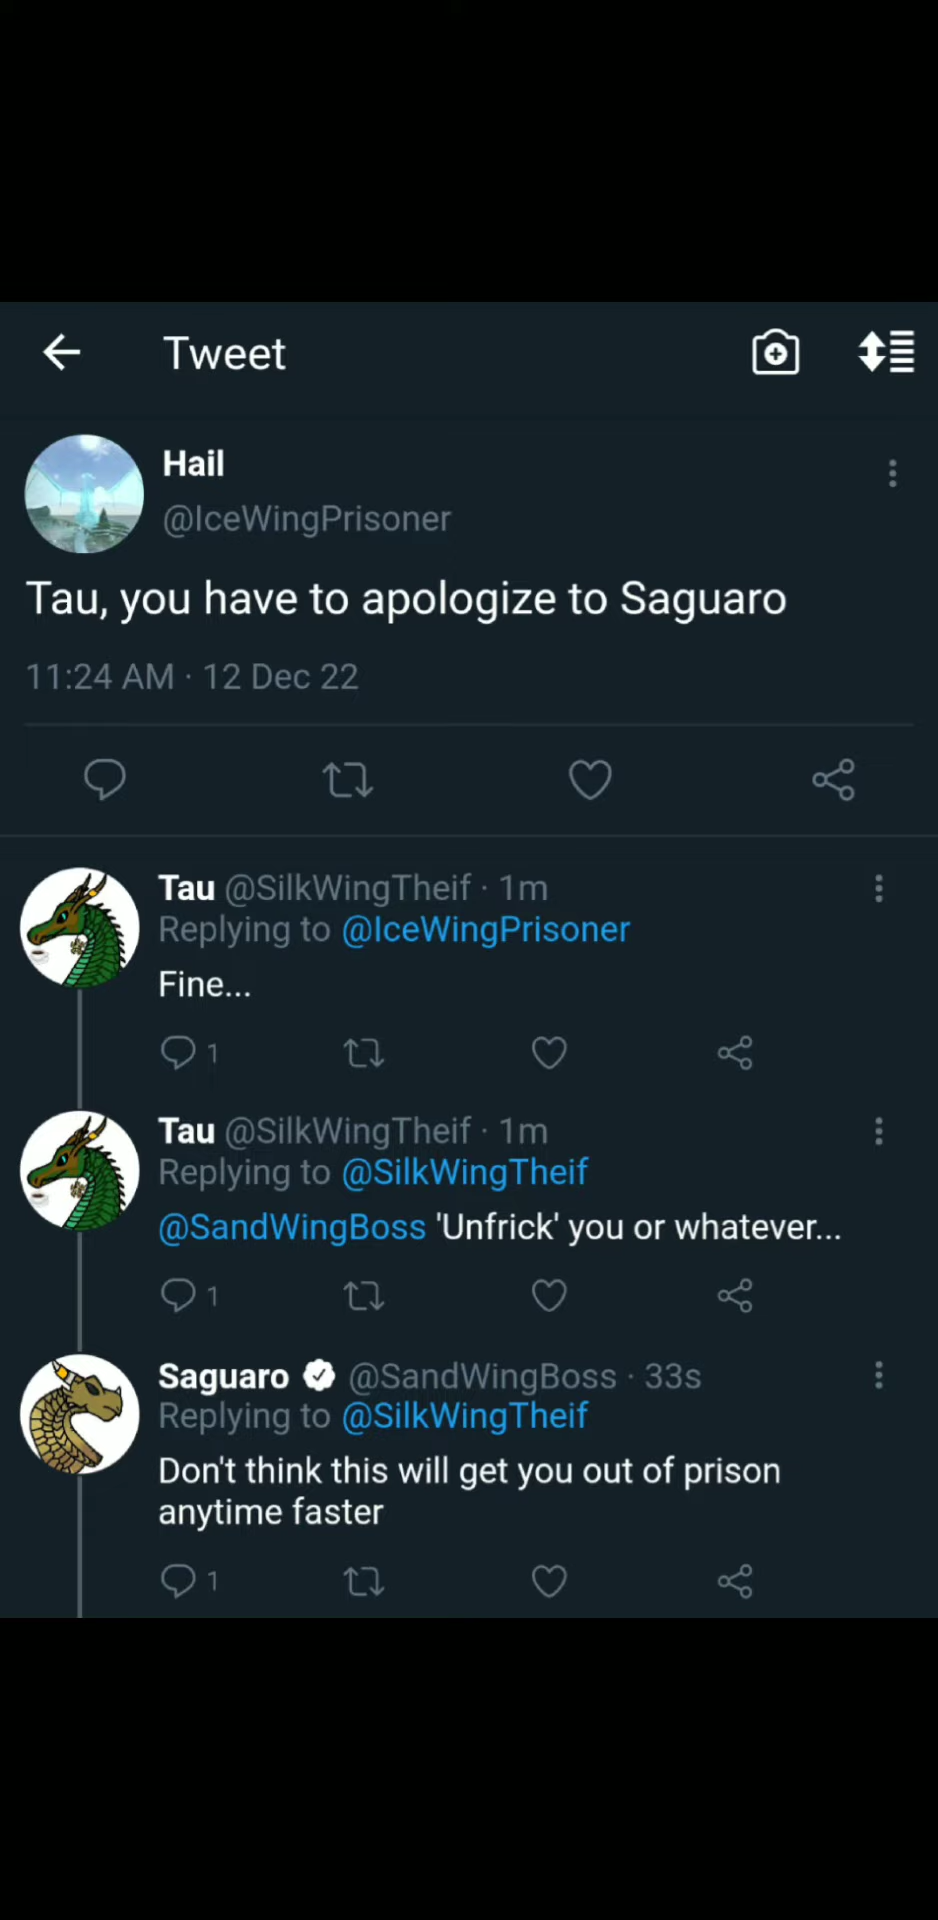 Tweet
Hail
@IceWingPrisoner
Tau, you have to apologize to Saguaro
11:24 AM · 12 Dec 22
Tau @SilkWingTheif · 1m
Replying to @IceWingPrisoner
Fine...
1
Tau @SilkWingTheif · 1m
Replying to @SilkWingTheif
@SandWingBoss 'Unfrick' you or whatever...
1
Saguaro @SandWingBoss · 33s
Replying to @SilkWingTheif
Don't think this will get you out of prison
anytime faster
1